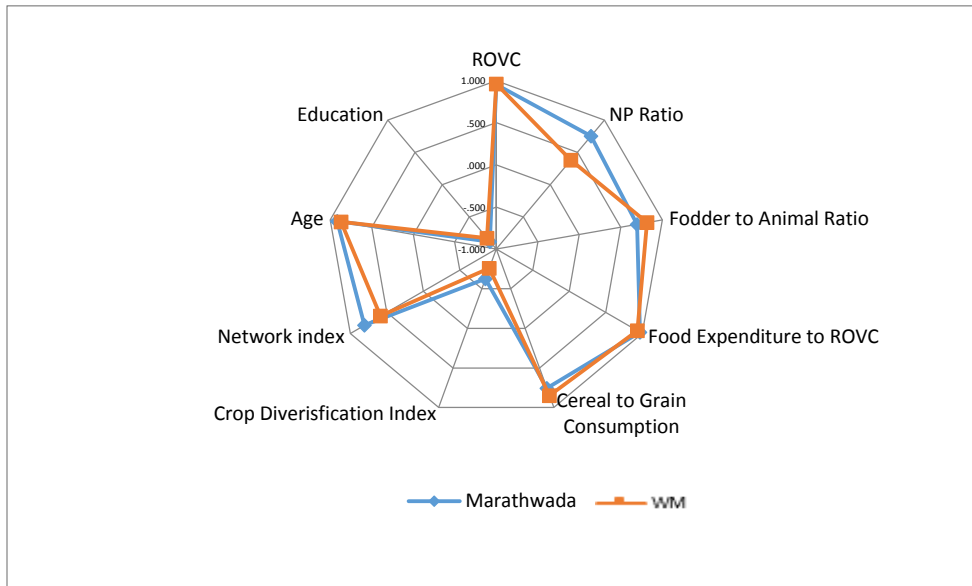 ROVC
1.000
.500
.000
-.500
-1.000
NP Ratio
Fodder to Animal Ratio
Food Expenditure to ROVC
Cereal to Grain
Consumption
Crop Diverisfication Index
Network index
Age
Education
Marathwada
WM